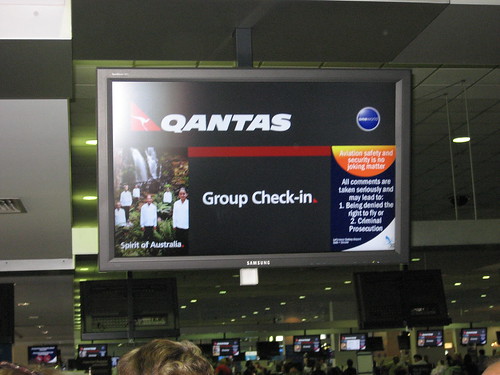 QANTAS
oneworld
Aviation safety and
security is no
joking matter
All comments are
taken seriously and
may lead to:
1. Being denied the
right to fly or
2. Criminal
Prosecution
Group Check-in.
Spirit of Australia
SAMSUNG